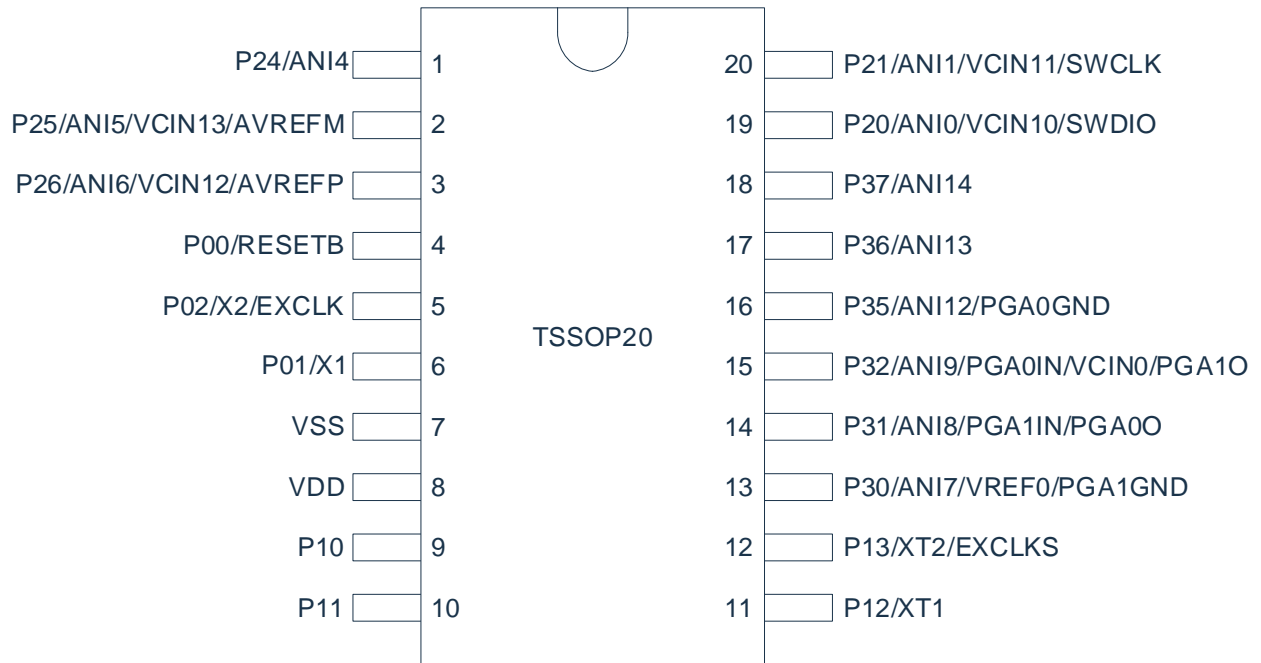 P24/ANI4 1 20 P21/ANI1/VCIN11/SWCLK
P25/ANI5/VCIN13/AVREFM 2 19 P20/ANI0/VCIN10/SWDIO
P26/ANI6/VCIN12/AVREFP 3 18 P37/ANI14
P00/RESETB 4 17 P36/ANI13
P02/X2/EXCLK 5 16 P35/ANI12/PGA0GND
TSSOP20
P01/X1 6 15 P32/ANI9/PGA0IN/VCIN0/PGA1O
VSS 7 14 P31/ANI8/PGA1IN/PGA0O
VDD 8 13 P30/ANI7/VREF0/PGA1GND
P10 9 12 P13/XT2/EXCLKS
P11 10 11 P12/XT1